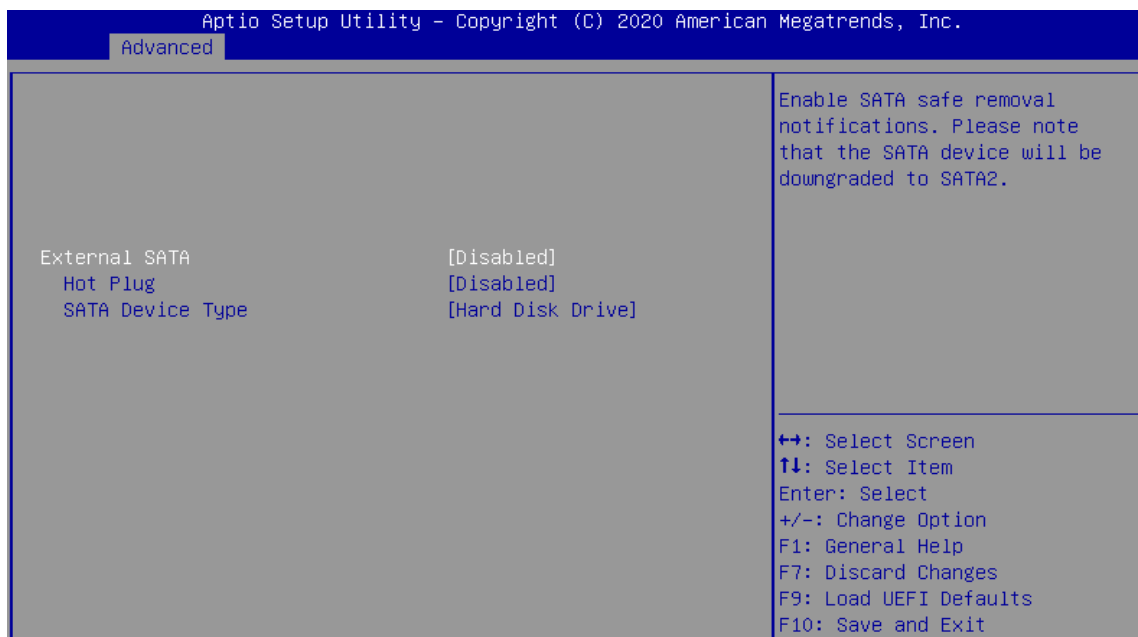 Aptio Setup Utility – Copyright (C) 2020 American Megatrends, Inc.
Advanced
External SATA [Disabled]
Hot Plug [Disabled]
SATA Device Type [Hard Disk Drive]
Enable SATA safe removal
notifications. Please note
that the SATA device will be
downgraded to SATA2.
↔: Select Screen
↑↓: Select Item
Enter: Select
+/-: Change Option
F1: General Help
F7: Discard Changes
F9: Load UEFI Defaults
F10: Save and Exit